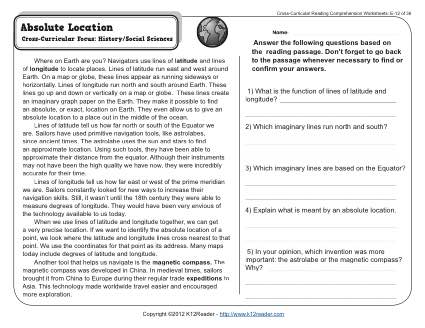 Cross-Curricular Reading Comprehension Worksheets: E-12 of 36
Absolute Location
Cross-Curricular Focus: History/Social Sciences
Name
Where on Earth are you? Navigators use lines of latitude and lines
of longitude to locate places. Lines of latitude run east and west around
Earth. On a map or globe, these lines appear as running sideways or
horizontally. Lines of longitude run north and south around Earth. These
lines go up and down or vertically on a map or globe. These lines create
an imaginary graph paper on the Earth. They make it possible to find
an absolute, or exact, location on Earth. They even allow us to give an
absolute location to a place out in the middle of the ocean.
Lines of latitude tell us how far north or south of the Equator we
are. Sailors have used primitive navigation tools, like astrolabes,
since ancient times. The astrolabe uses the sun and stars to find
an approximate location. Using such tools, they have been able to
approximate their distance from the equator. Although their instruments
may not have been the high quality we have now, they were incredibly
accurate for their time.
Lines of longitude tell us how far east or west of the prime meridian
we are. Sailors constantly looked for new ways to increase their
navigation skills. Still, it wasn't until the 18th century they were able to
measure degrees of longitude. They would have been very envious of
the technology available to us today.
When we use lines of latitude and longitude together, we can get
a very precise location. If we want to identify the absolute location of a
point, we look where the latitude and longitude lines cross nearest to that
point. We use the coordinates for that point as its address. Many maps
today include degrees of latitude and longitude.
Another tool that helps us navigate is the magnetic compass. The
magnetic compass was developed in China. In medieval times, sailors
brought it from China to Europe during their regular trade expeditions to
Asia. This technology made worldwide travel easier and encouraged
more exploration.
Answer the following questions based on
the reading passage. Don't forget to go back
to the passage whenever necessary to find or
confirm your answers.
1) What is the function of lines of latitude and
longitude?
2) Which imaginary lines run north and south?
3) Which imaginary lines are based on the Equator?
4) Explain what is meant by an absolute location.
5) In your opinion, which invention was more
important: the astrolabe or the magnetic compass?
Why?
Copyright ©2012 K12Reader - http://www.k12reader.com